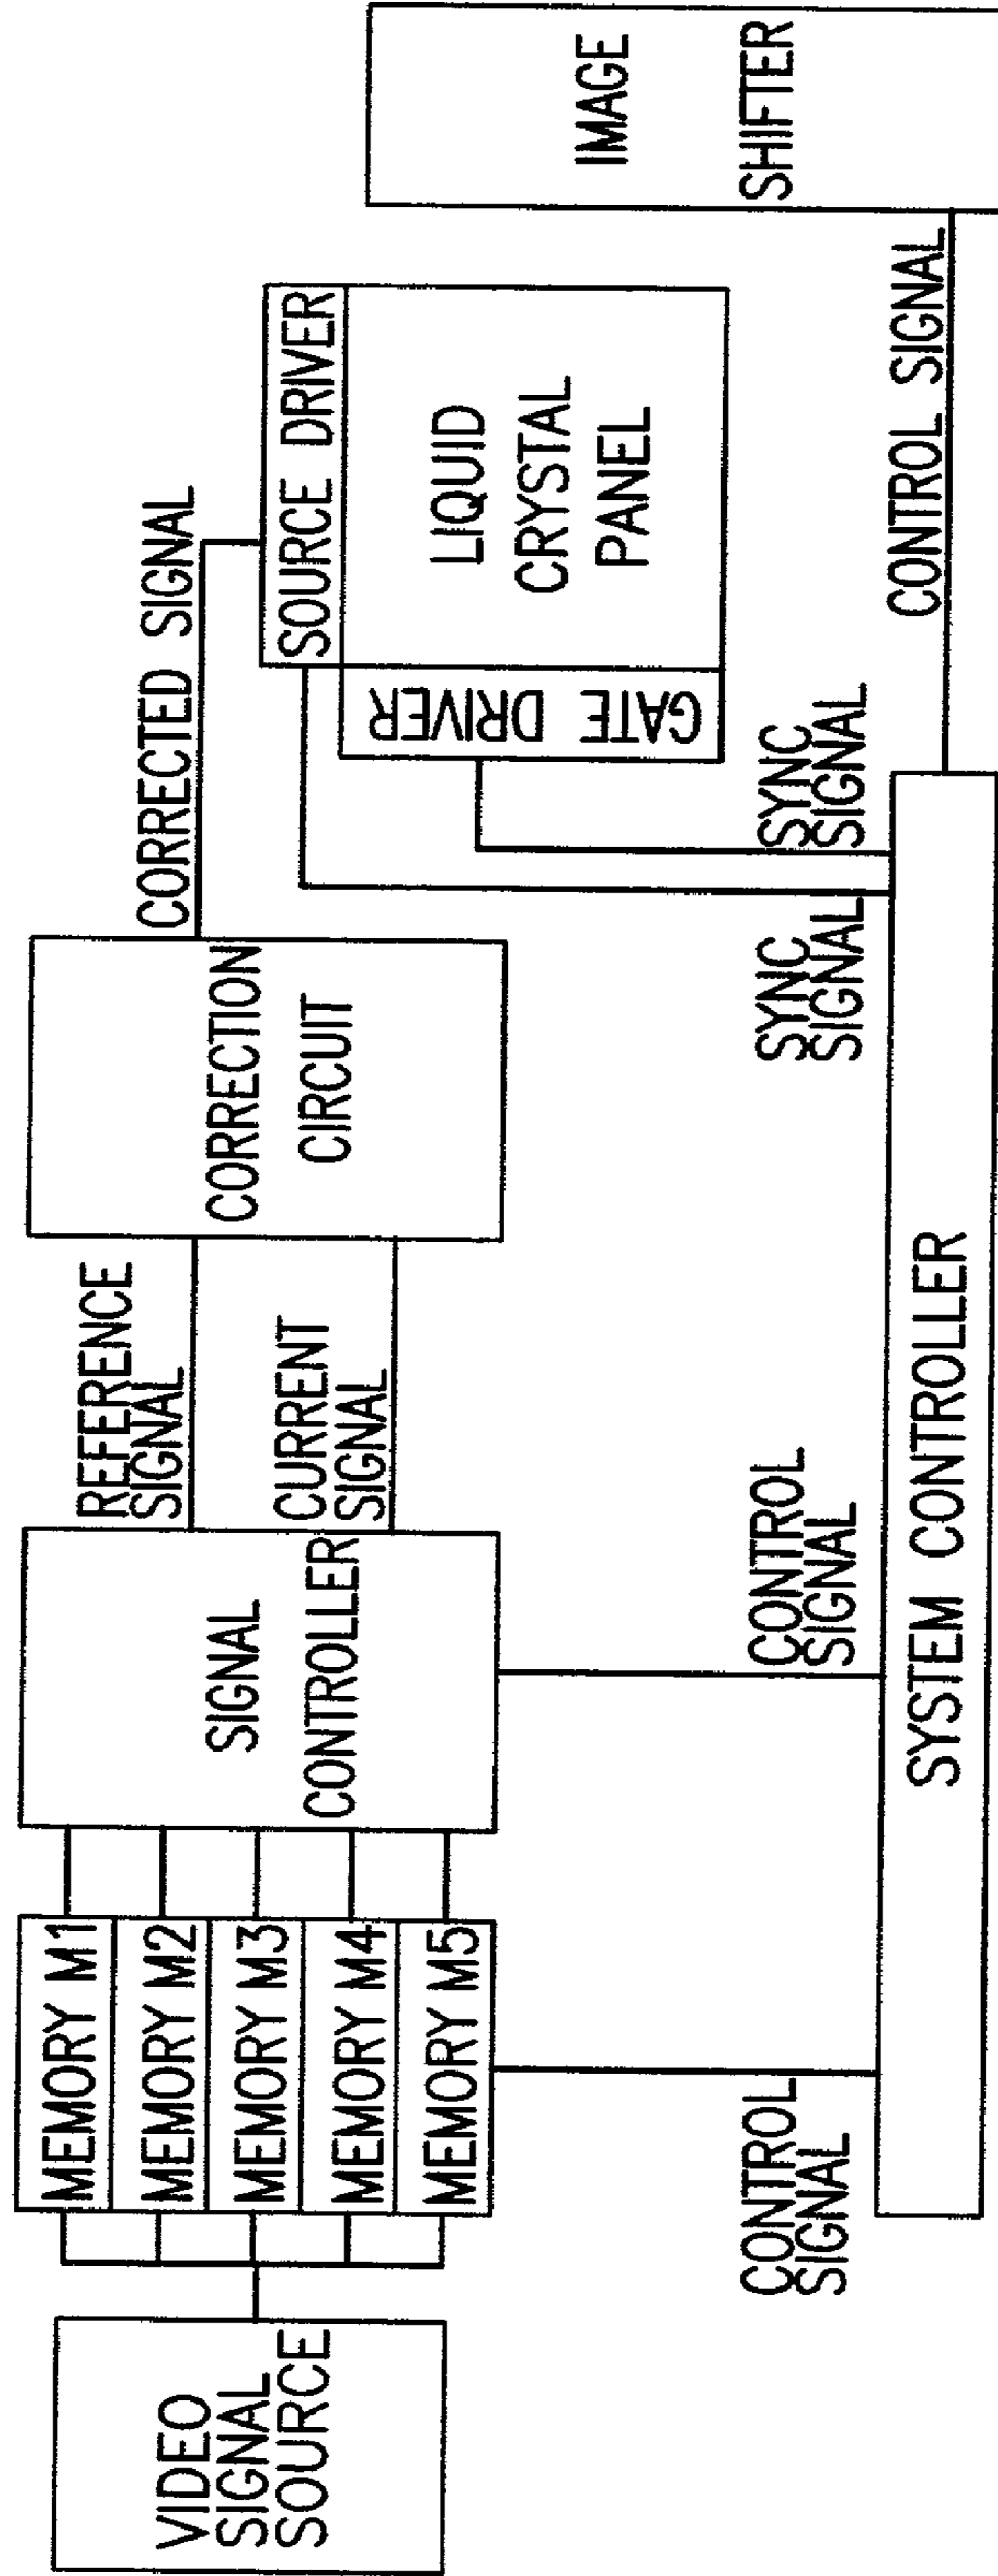 VIDEO
SIGNAL
SOURCE
MEMORY M1
MEMORY M2
MEMORY M3
MEMORY M4
MEMORY M5
SIGNAL
CONTROLLER
REFERENCE
SIGNAL
CURRENT
SIGNAL
CORRECTION
CIRCUIT
CORRECTED SIGNAL
SOURCE DRIVER
GATE DRIVER
LIQUID
CRYSTAL
PANEL
IMAGE
SHIFTER
CONTROL
SIGNAL
CONTROL
SIGNAL
SYNC
SIGNAL
SYNC
SIGNAL
CONTROL SIGNAL
SYSTEM CONTROLLER